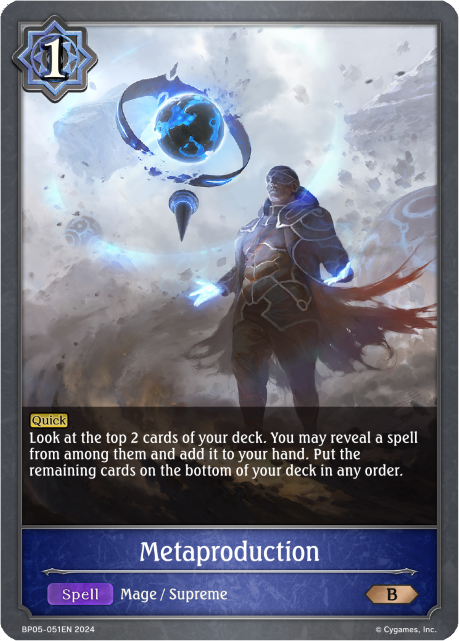 1
Quick
Look at the top 2 cards of your deck. You may reveal a spell
from among them and add it to your hand. Put the
remaining cards on the bottom of your deck in any order.
Metaproduction
Spell Mage / Supreme B
BP05-051EN 2024 © Cygames, Inc.